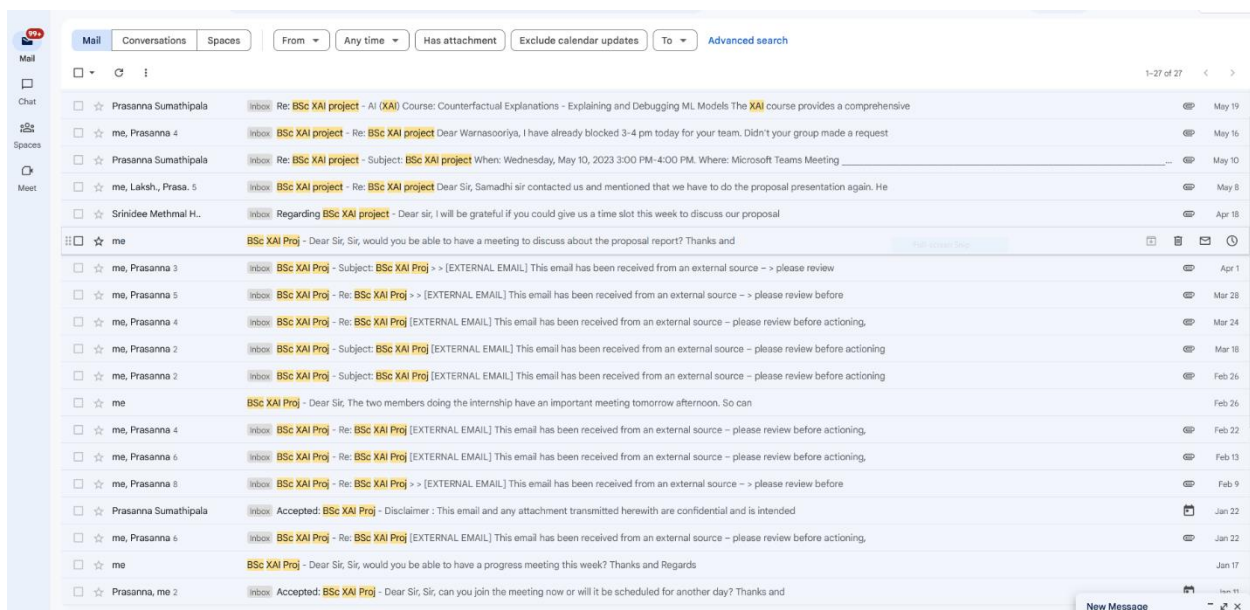 99+
Mail
Chat
Spaces
Meet
Mail Conversations Spaces From Any time Has attachment Exclude calendar updates To Advanced search
1–27 of 27
Prasanna Sumathipala Inbox Re: BSc XAI project - AI (XAI) Course: Counterfactual Explanations - Explaining and Debugging ML Models The XAI course provides a comprehensive May 19
me, Prasanna 4 Inbox BSc XAI project - Re: BSc XAI project Dear Warnasooriya, I have already blocked 3-4 pm today for your team. Didn't your group made a request May 16
Prasanna Sumathipala Inbox Re: BSc XAI project - Subject: BSc XAI project When: Wednesday, May 10, 2023 3:00 PM-4:00 PM. Where: Microsoft Teams Meeting ... May 10
me, Laksh., Prasa. 5 Inbox BSc XAI project - Re: BSc XAI project Dear Sir, Samadhi sir contacted us and mentioned that we have to do the proposal presentation again. He May 8
Srinidee Methmal H.. Inbox Regarding BSc XAI project - Dear sir, I will be grateful if you could give us a time slot this week to discuss our proposal Apr 18
me BSc XAI Proj - Dear Sir, Sir, would you be able to have a meeting to discuss about the proposal report? Thanks and
me, Prasanna 3 Inbox BSc XAI Proj - Subject: BSc XAI Proj > > [EXTERNAL EMAIL] This email has been received from an external source – > please review Apr 1
me, Prasanna 5 Inbox BSc XAI Proj - Re: BSc XAI Proj > > [EXTERNAL EMAIL] This email has been received from an external source – > please review before Mar 28
me, Prasanna 4 Inbox BSc XAI Proj - Re: BSc XAI Proj [EXTERNAL EMAIL] This email has been received from an external source – please review before actioning, Mar 24
me, Prasanna 2 Inbox BSc XAI Proj - Subject: BSc XAI Proj [EXTERNAL EMAIL] This email has been received from an external source – please review before actioning Mar 18
me, Prasanna 2 Inbox BSc XAI Proj - Subject: BSc XAI Proj [EXTERNAL EMAIL] This email has been received from an external source – please review before actioning Feb 26
me BSc XAI Proj - Dear Sir, The two members doing the internship have an important meeting tomorrow afternoon. So can Feb 26
me, Prasanna 4 Inbox BSc XAI Proj - Re: BSc XAI Proj [EXTERNAL EMAIL] This email has been received from an external source – please review before actioning, Feb 22
me, Prasanna 6 Inbox BSc XAI Proj - Re: BSc XAI Proj [EXTERNAL EMAIL] This email has been received from an external source – please review before actioning, Feb 13
me, Prasanna 8 Inbox BSc XAI Proj - Re: BSc XAI Proj > > [EXTERNAL EMAIL] This email has been received from an external source – > please review before Feb 9
Prasanna Sumathipala Inbox Accepted: BSc XAI Proj - Disclaimer : This email and any attachment transmitted herewith are confidential and is intended Jan 22
me, Prasanna 6 Inbox BSc XAI Proj - Re: BSc XAI Proj [EXTERNAL EMAIL] This email has been received from an external source – please review before actioning, Jan 22
me BSc XAI Proj - Dear Sir, Sir, would you be able to have a progress meeting this week? Thanks and Regards Jan 17
Prasanna, me 2 Inbox Accepted: BSc XAI Proj - Dear Sir, Sir, can you join the meeting now or will it be scheduled for another day? Thanks and Jan 11
New Message